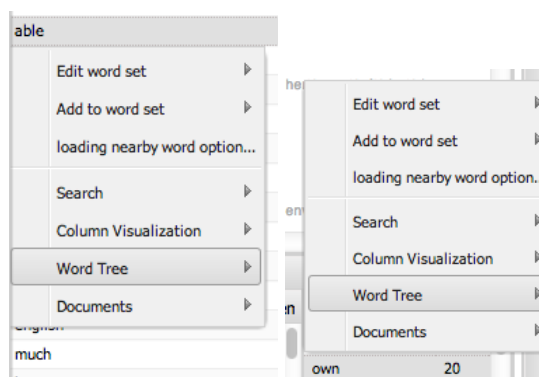 able
Edit word set
Add to word set
loading nearby word option...
Search
Column Visualization
Word Tree
Documents
english
much
Edit word set
Add to word set
loading nearby word option..
Search
Column Visualization
Word Tree
Documents
own 20